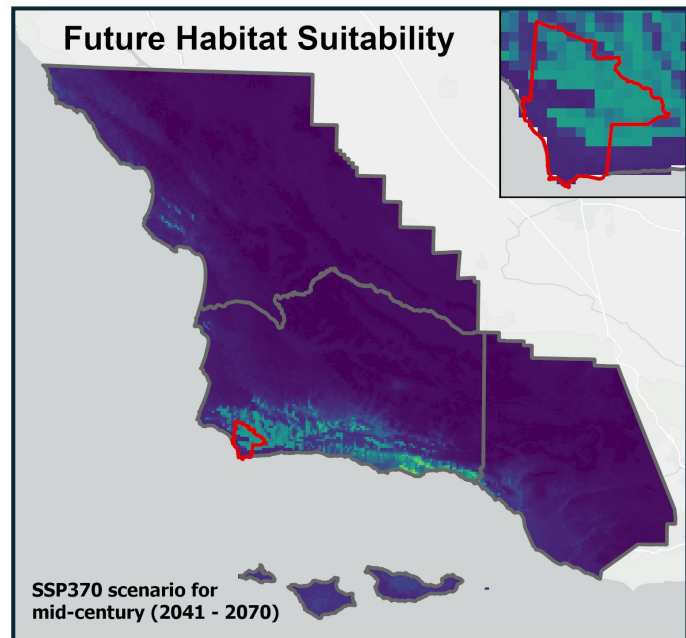 Future Habitat Suitability
SSP370 scenario for
mid-century (2041 - 2070)